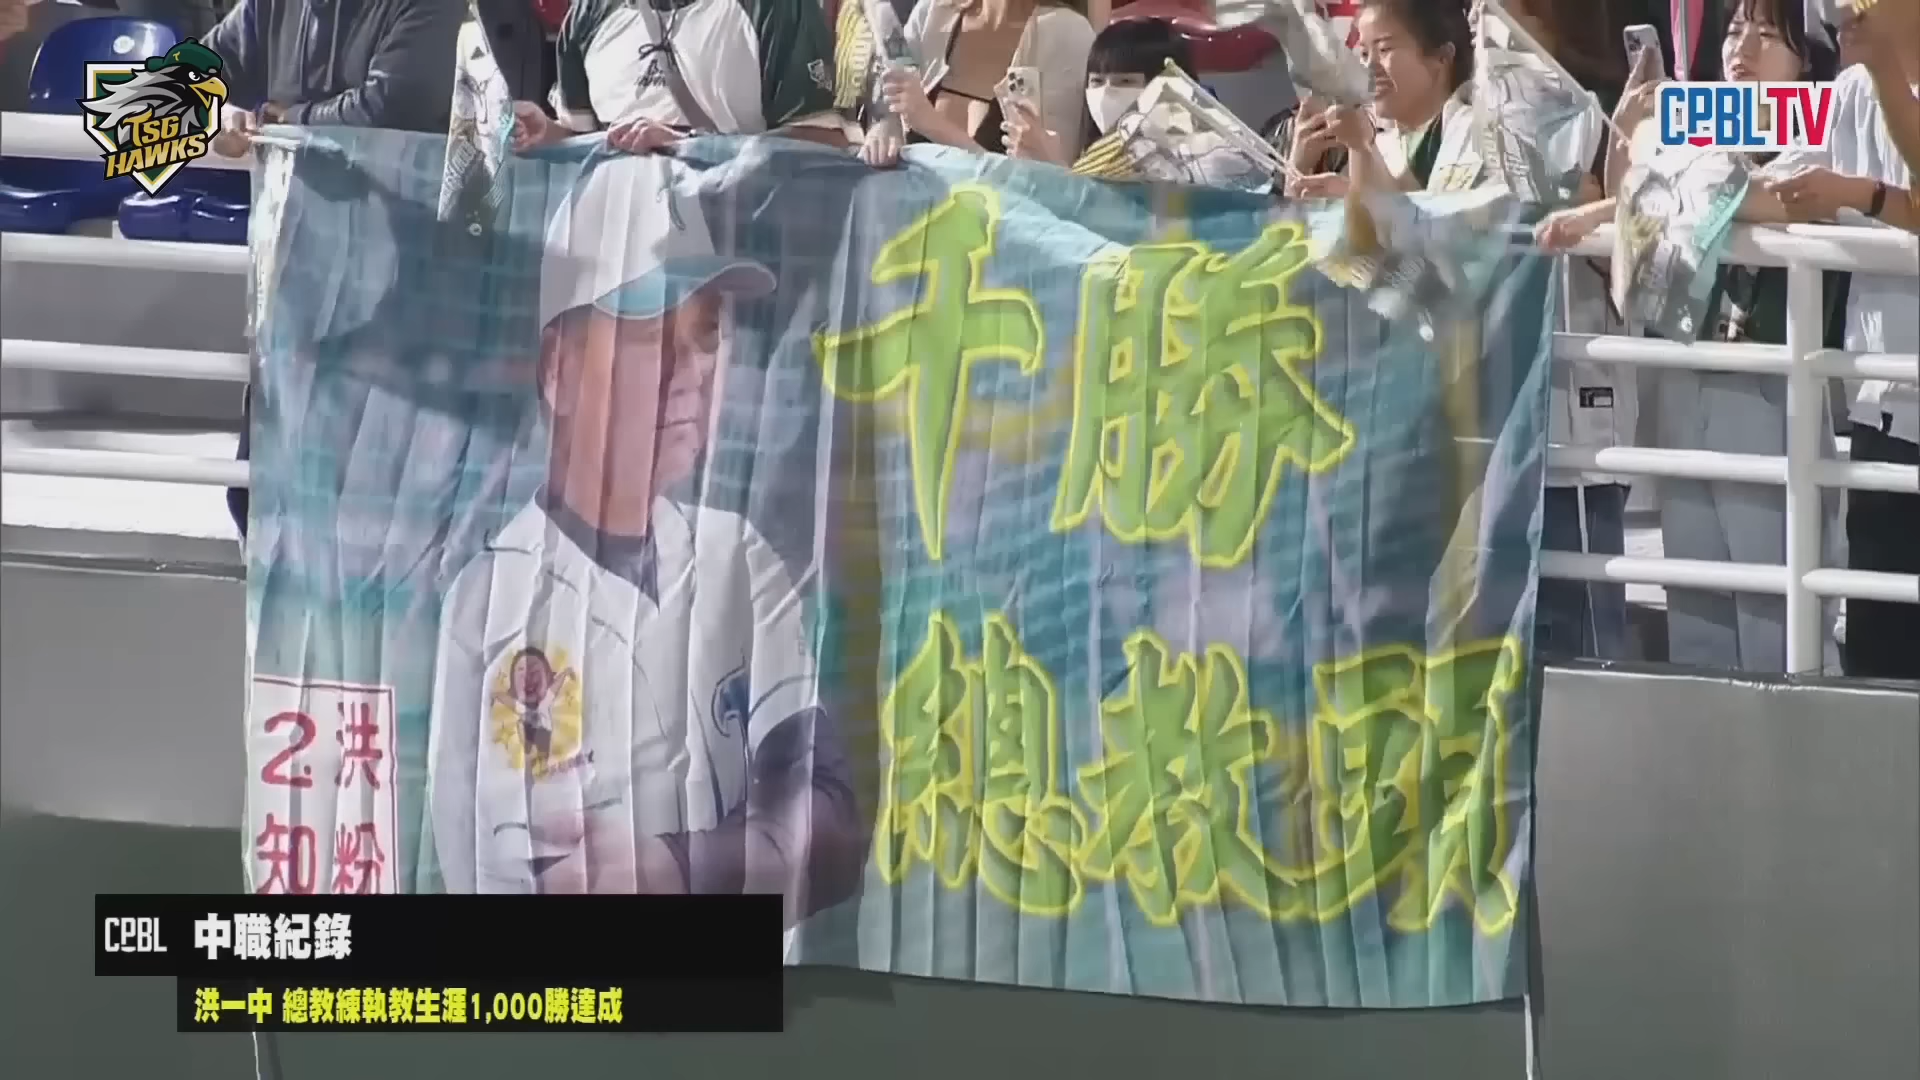 TSG
HAWKS
CPBLTV
千勝
總教頭
洪粉
2知
CPBL 中職紀錄
洪一中 總教練執教生涯1,000勝達成